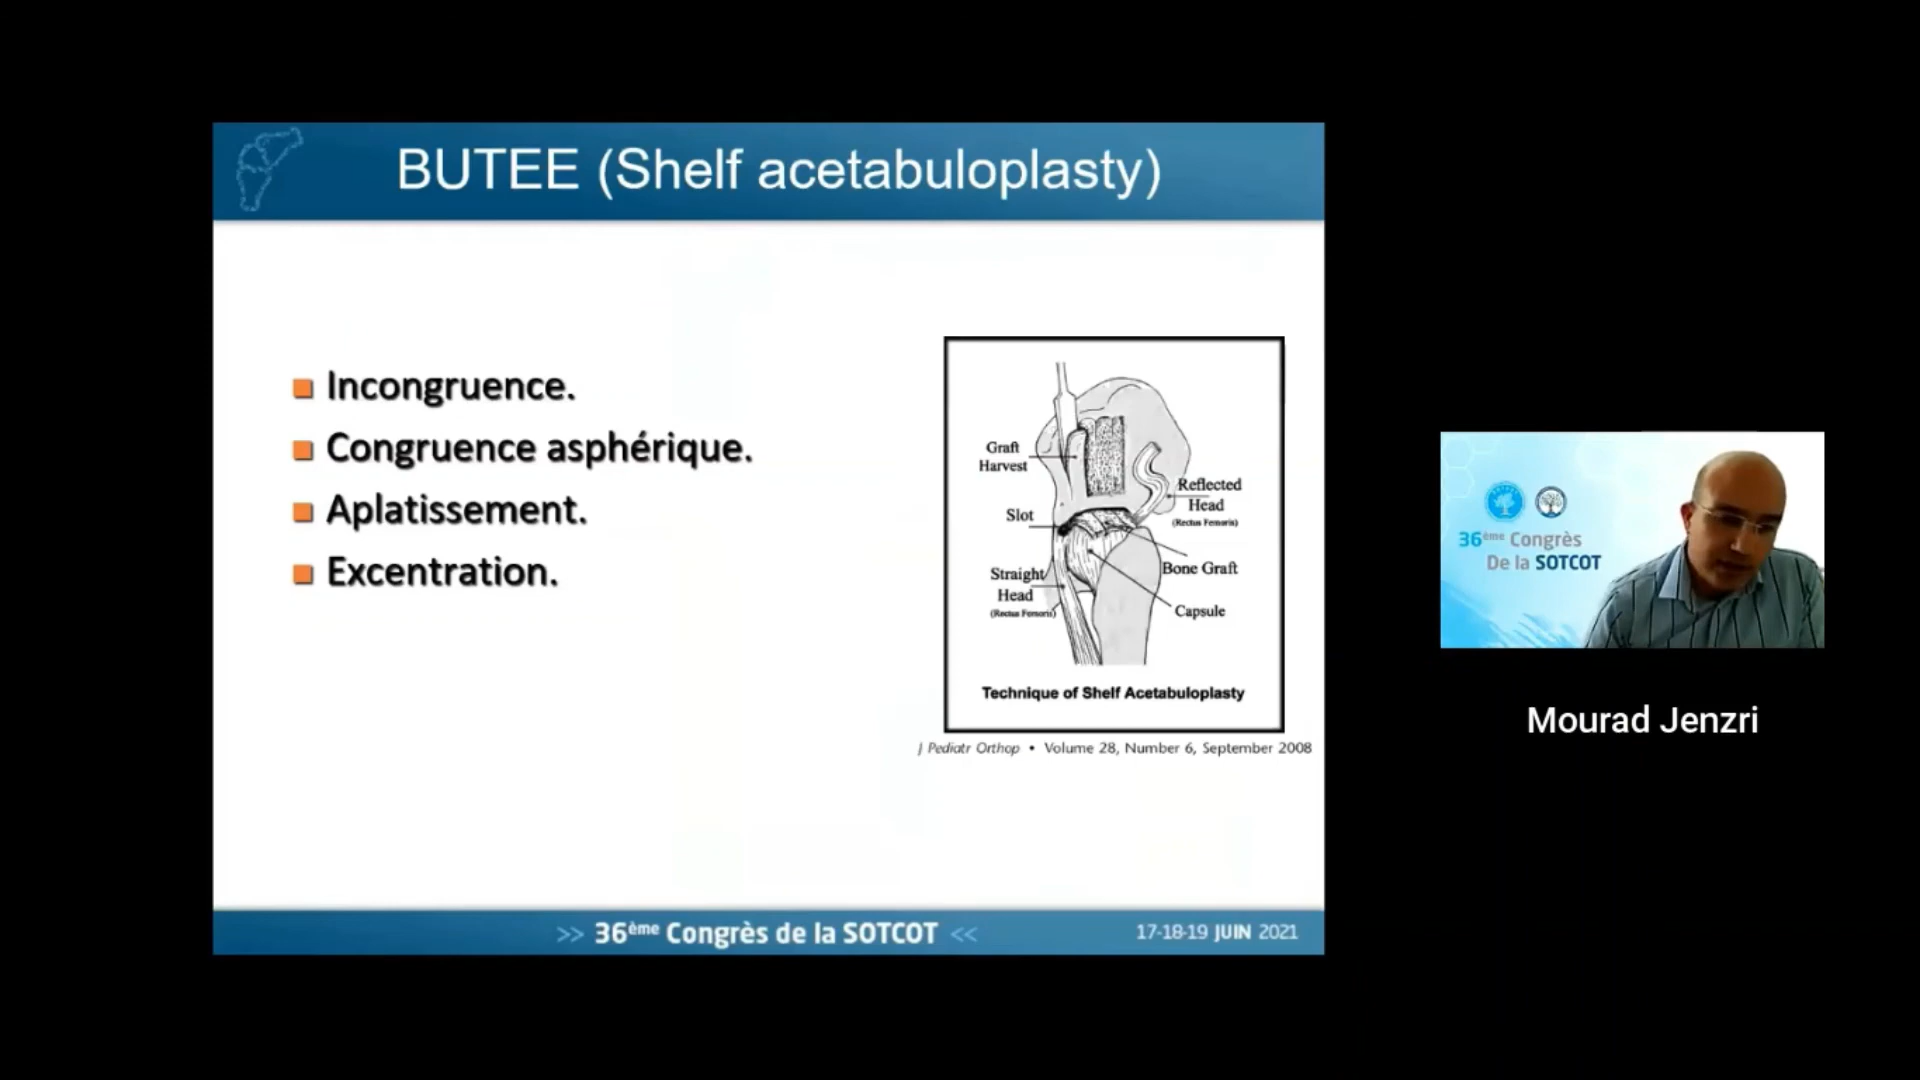 BUTEE (Shelf acetabuloplasty)
Incongruence.
Congruence asphérique.
Aplatissement.
Excentration.
Graft
Harvest
Reflected
Head
(Rectus Femoris)
Slot
Straight
Head
(Rectus Femoris)
Bone Graft
Capsule
Technique of Shelf Acetabuloplasty
J Pediatr Orthop • Volume 28, Number 6, September 2008
>> 36ème Congrès de la SOTCOT <<
17-18-19 JUIN 2021
36ème Congrès
De la SOTCOT
Mourad Jenzri